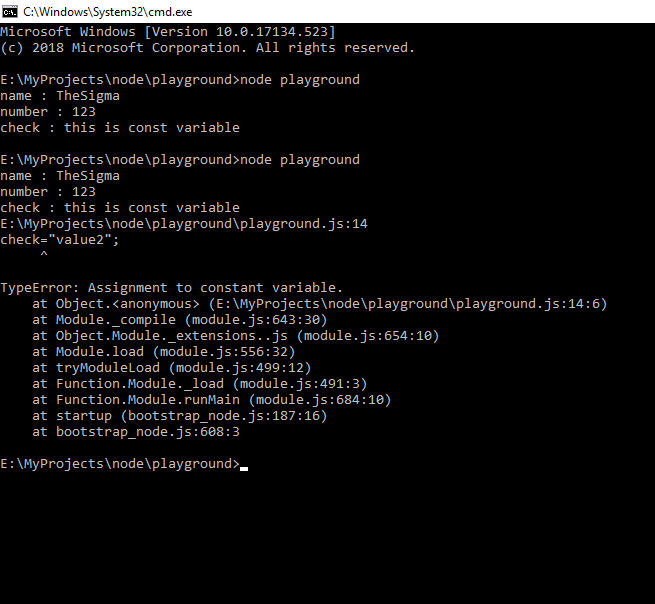 C:\Windows\System32\cmd.exe
Microsoft Windows [Version 10.0.17134.523]
(c) 2018 Microsoft Corporation. All rights reserved.
E:\MyProjects\node\playground>node playground
name : TheSigma
number : 123
check : this is const variable
E:\MyProjects\node\playground>node playground
name : TheSigma
number : 123
check : this is const variable
E:\MyProjects\node\playground\playground.js:14
check="value2";
     ^
TypeError: Assignment to constant variable.
    at Object.<anonymous> (E:\MyProjects\node\playground\playground.js:14:6)
    at Module._compile (module.js:643:30)
    at Object.Module._extensions..js (module.js:654:10)
    at Module.load (module.js:556:32)
    at tryModuleLoad (module.js:499:12)
    at Function.Module._load (module.js:491:3)
    at Function.Module.runMain (module.js:684:10)
    at startup (bootstrap_node.js:187:16)
    at bootstrap_node.js:608:3
E:\MyProjects\node\playground>